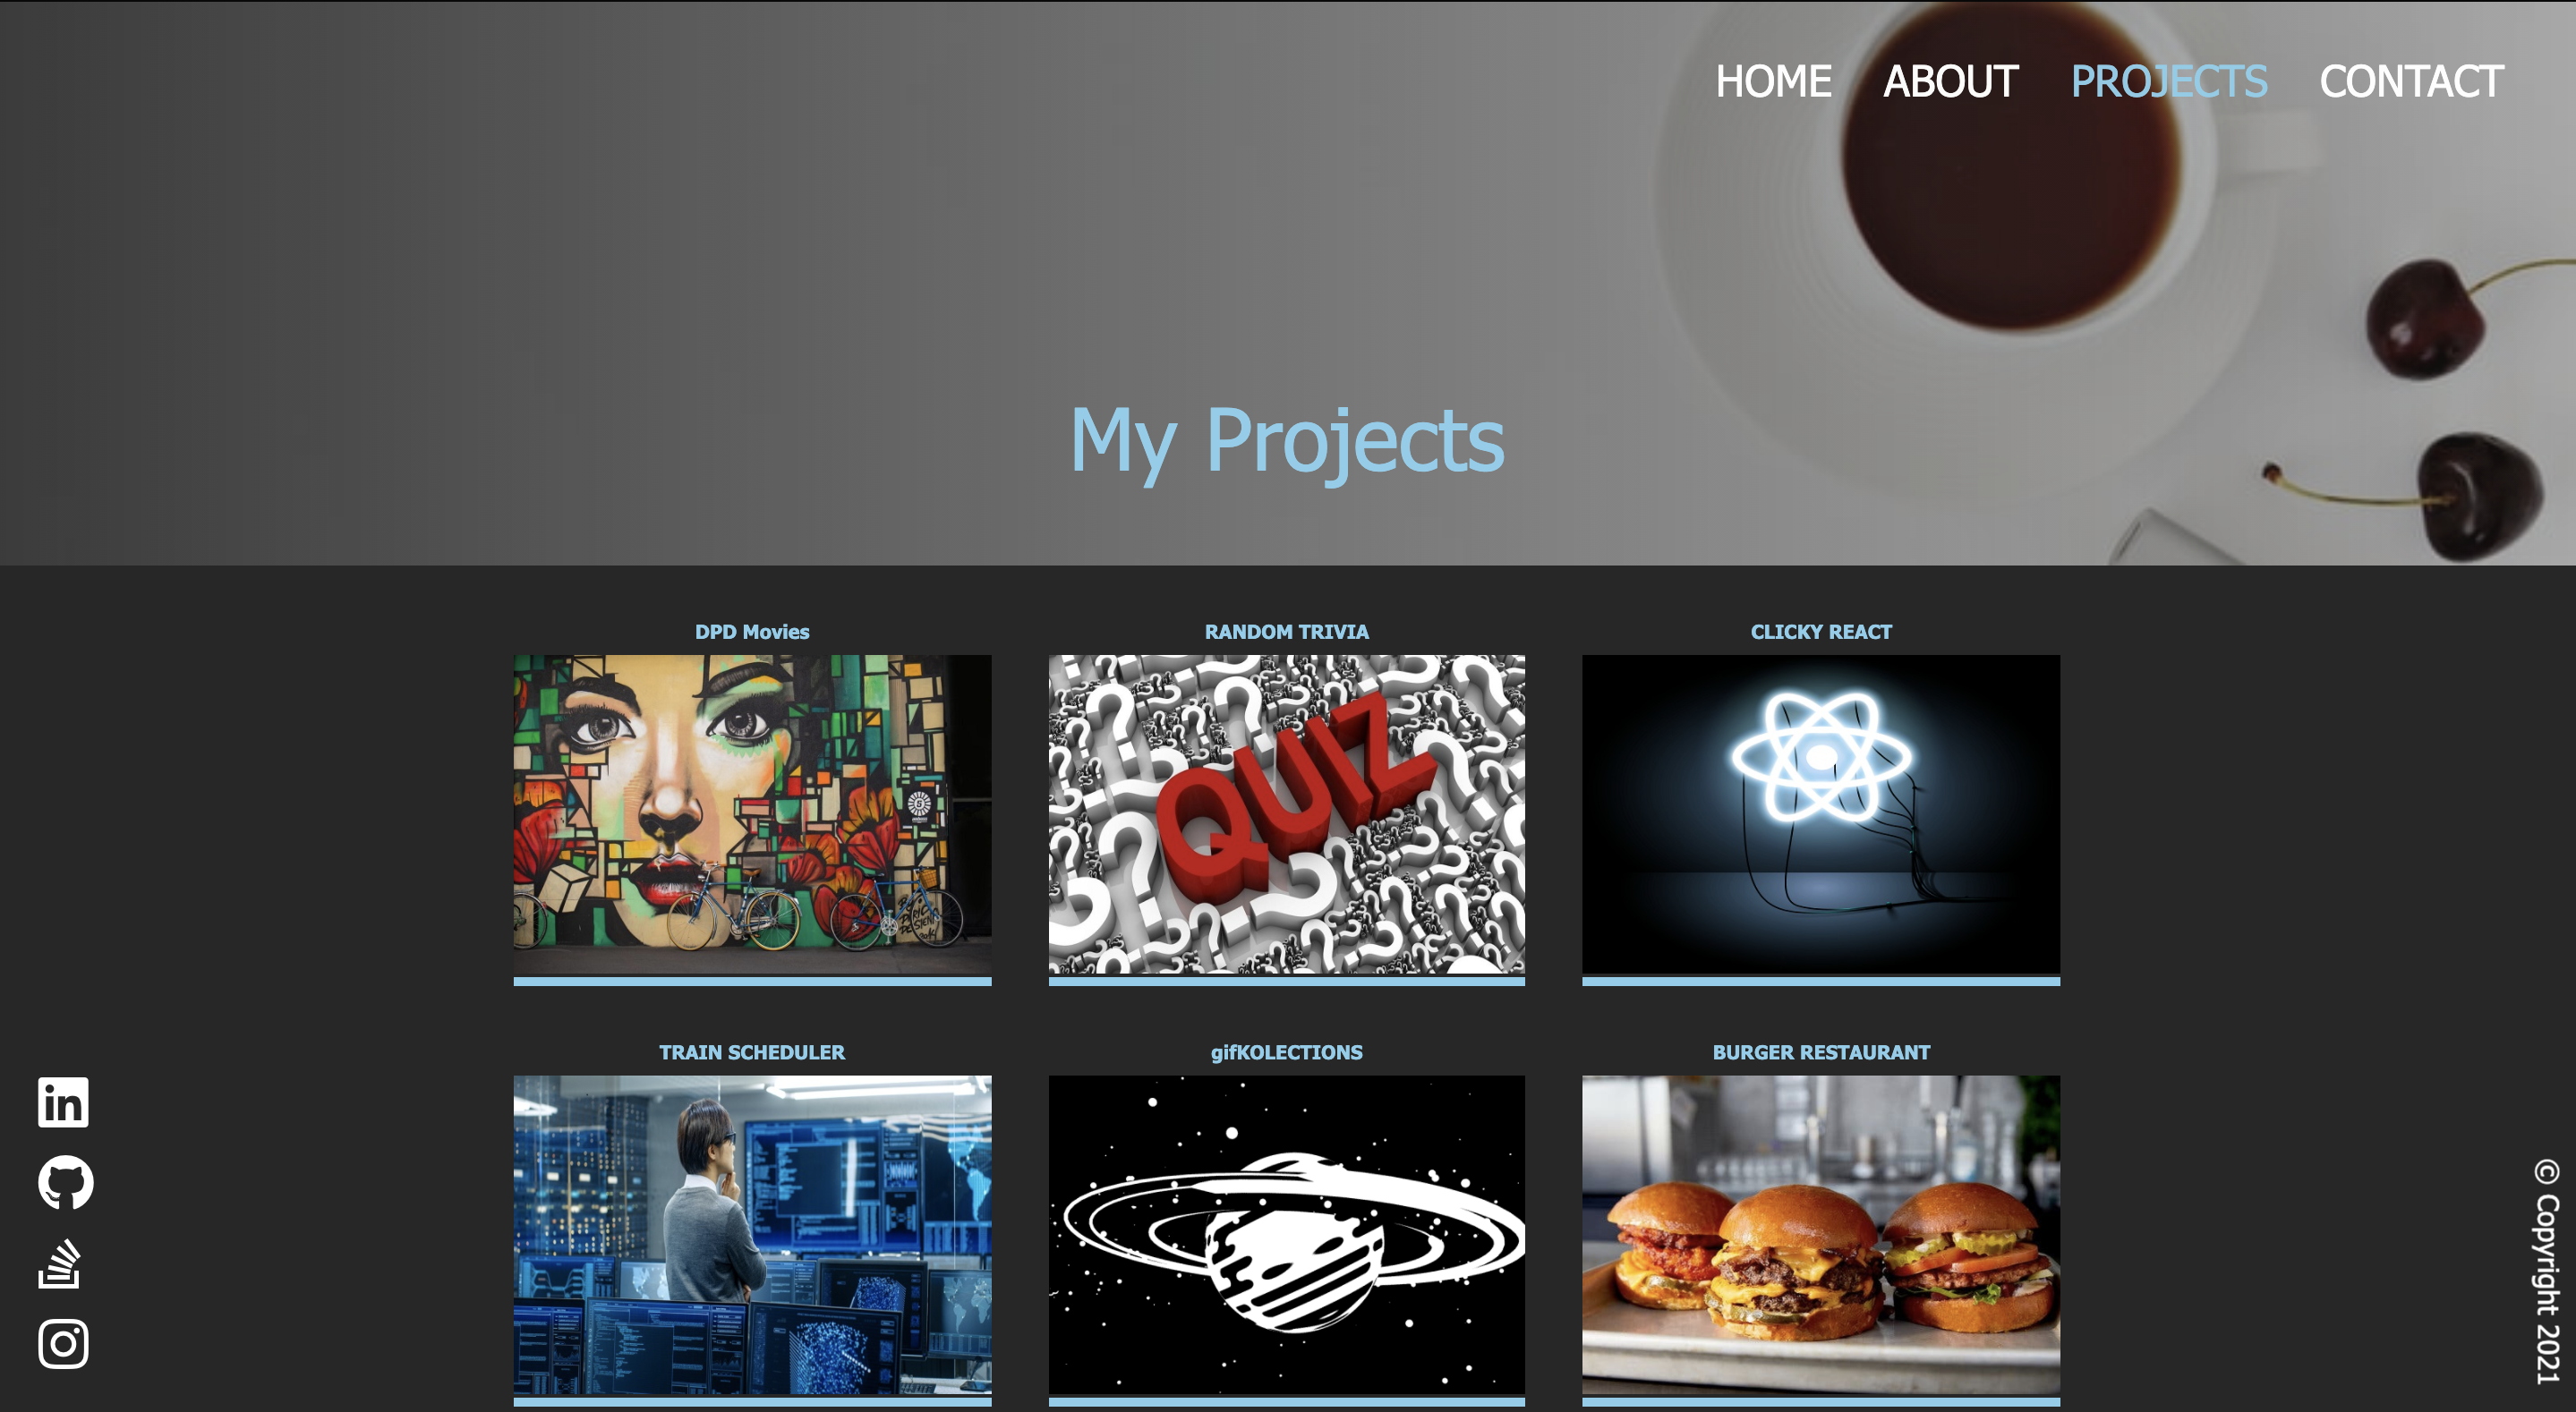 HOME ABOUT PROJECTS CONTACT
My Projects
DPD Movies
RANDOM TRIVIA
QUIZ
CLICKY REACT
TRAIN SCHEDULER
gifKOLECTIONS
BURGER RESTAURANT
in
© Copyright 2021